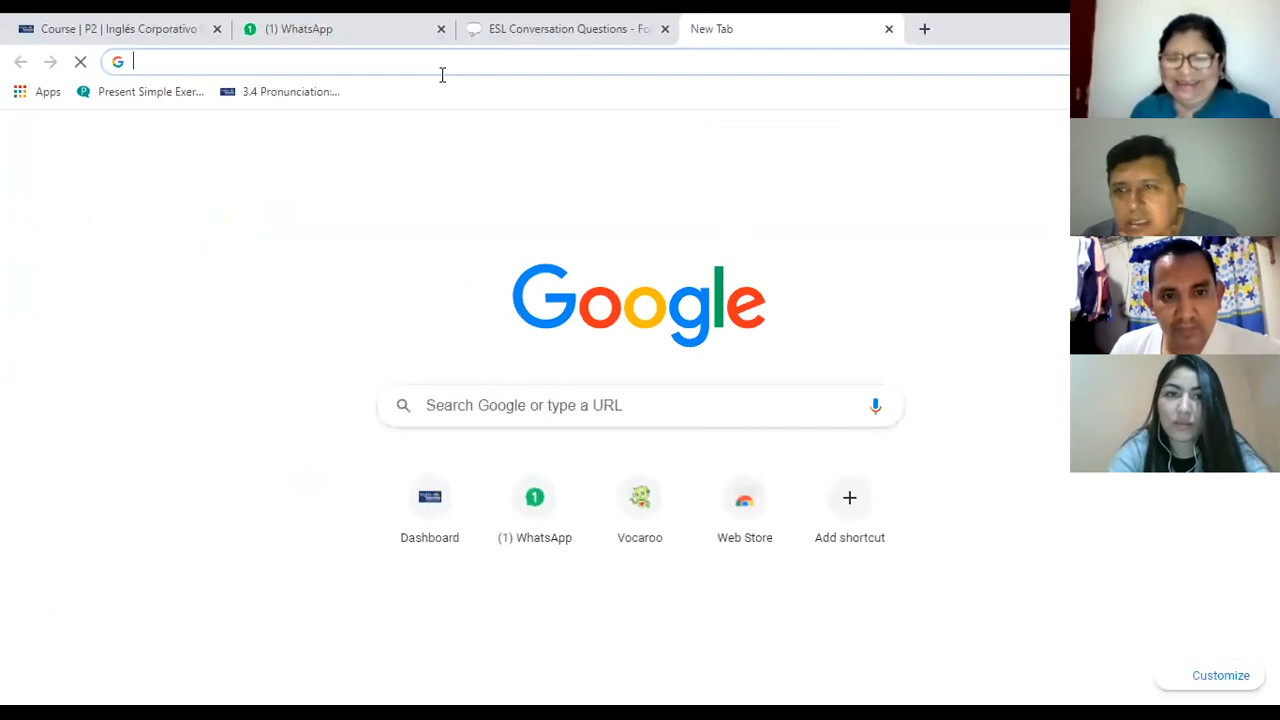 Course | P2 | Inglés Corporativo
(1) WhatsApp
ESL Conversation Questions - Fo
New Tab
Apps
Present Simple Exer...
3.4 Pronunciation:...
Google
Search Google or type a URL
1
Dashboard
(1) WhatsApp
Vocaroo
Web Store
Add shortcut
Customize